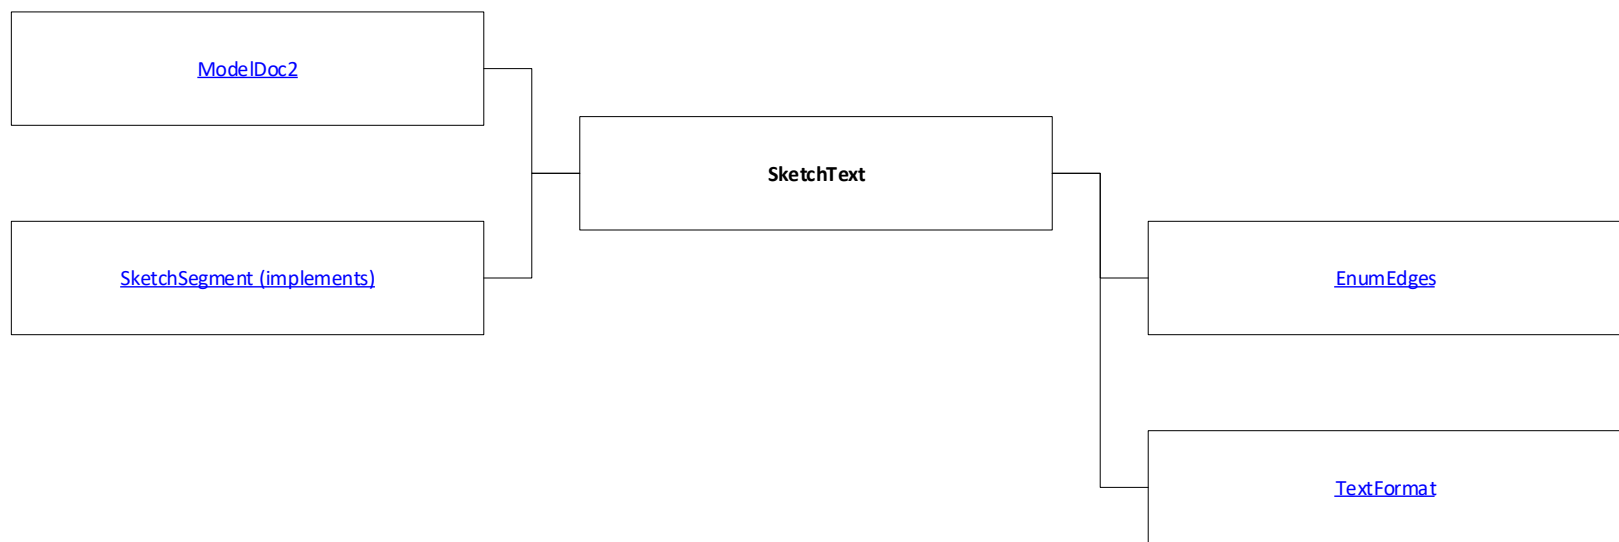 ModelDoc2
SketchText
SketchSegment (implements)
EnumEdges
TextFormat